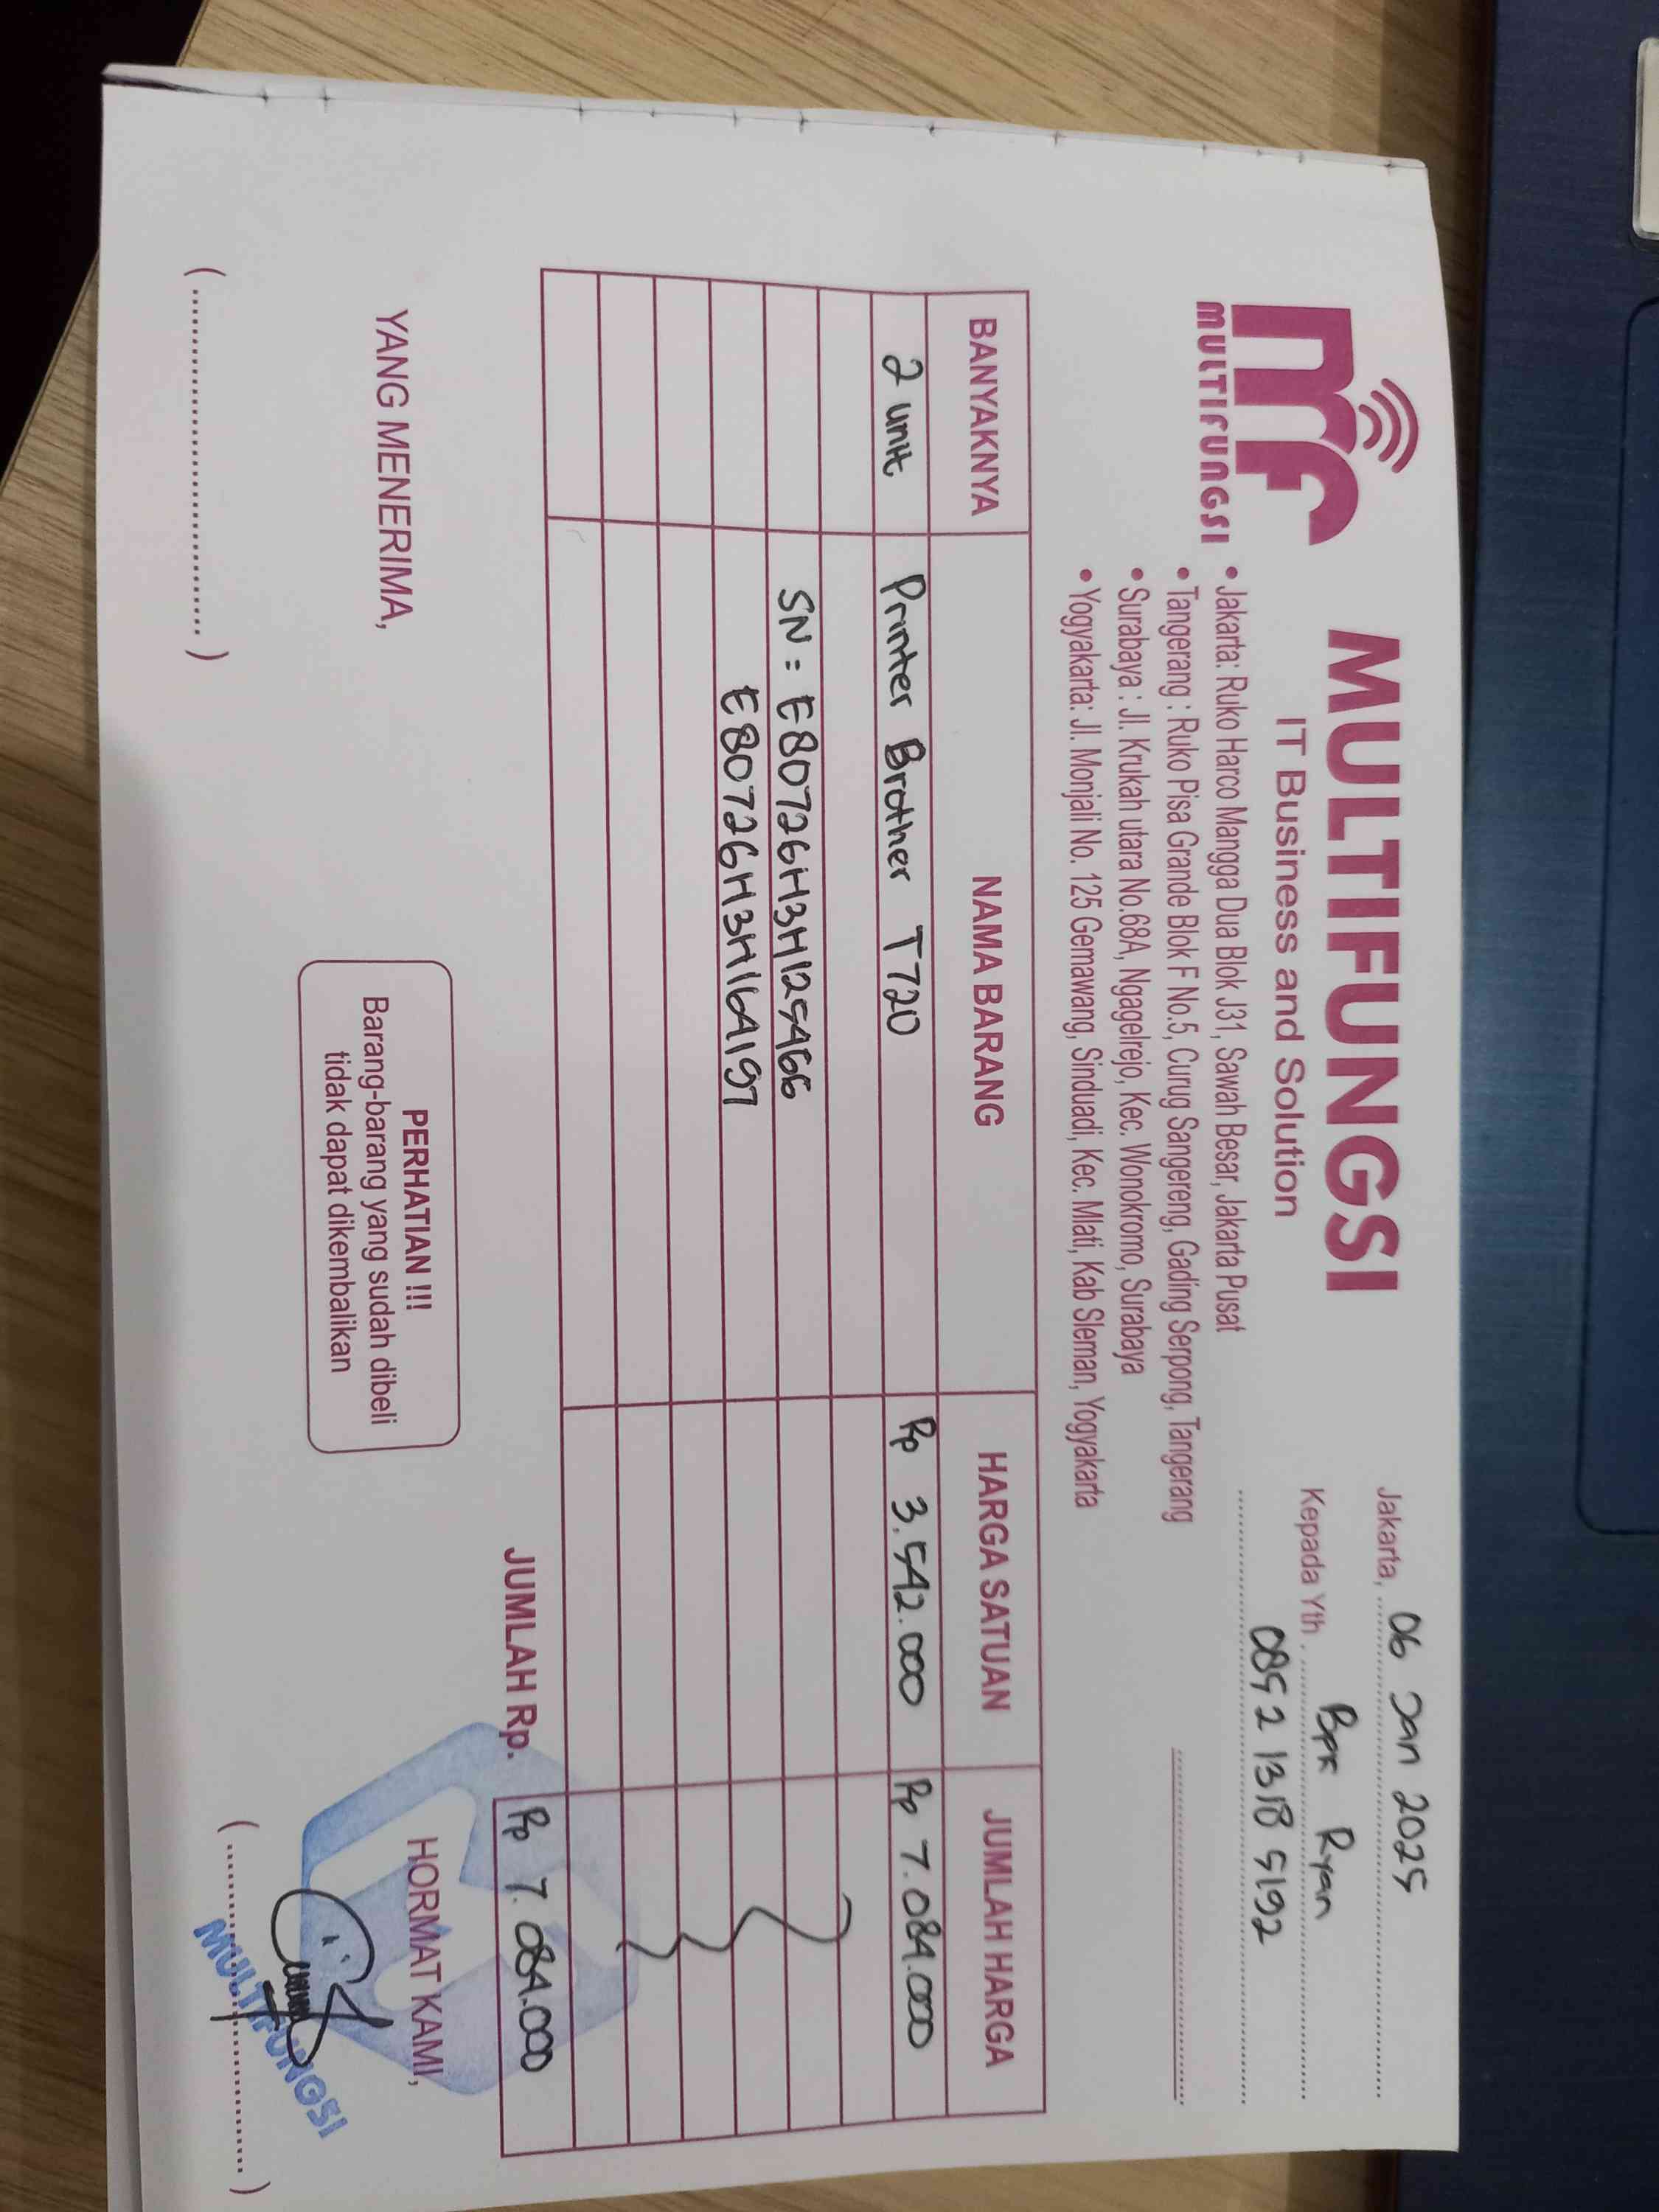 MULTIFUNGSI
MULTIFUNGSI
IT Business and Solution
• Jakarta: Ruko Harco Mangga Dua Blok J31, Sawah Besar, Jakarta Pusat
• Tangerang : Ruko Pisa Grande Blok F No.5, Curug Sangereng, Gading Serpong, Tangerang
• Surabaya : Jl. Krukah utara No.68A, Ngagelrejo, Kec. Wonokromo, Surabaya
• Yogyakarta: Jl. Monjali No. 125 Gemawang, Sinduadi, Kec. Mlati, Kab Sleman, Yogyakarta
Jakarta, 06 Jan 2025
Kepada Yth. Bpk Ryan
0852 1318 5192
BANYAKNYA NAMA BARANG HARGA SATUAN JUMLAH HARGA
2 unit Printer Brother T720 Rp 3.542.000 Rp 7.084.000
SN = E80726H3H125466
E80726H3H164197
JUMLAH Rp. Rp 7.084.000
YANG MENERIMA,
PERHATIAN !!!
Barang-barang yang sudah dibeli
tidak dapat dikembalikan
HORMAT KAMI,
MULTIFUNGSI